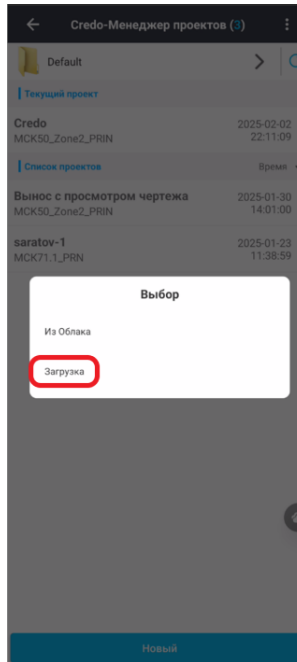 Credo-Менеджер проектов (3)
Default
Текущий проект
Credo 2025-02-02
MCK50_Zone2_PRIN 22:11:09
Список проектов Время
Вынос с просмотром чертежа 2025-01-30
MCK50_Zone2_PRIN 14:01:00
saratov-1 2025-01-23
MCK71.1_PRN 11:38:59
Выбор
Из Облака
Загрузка
Новый